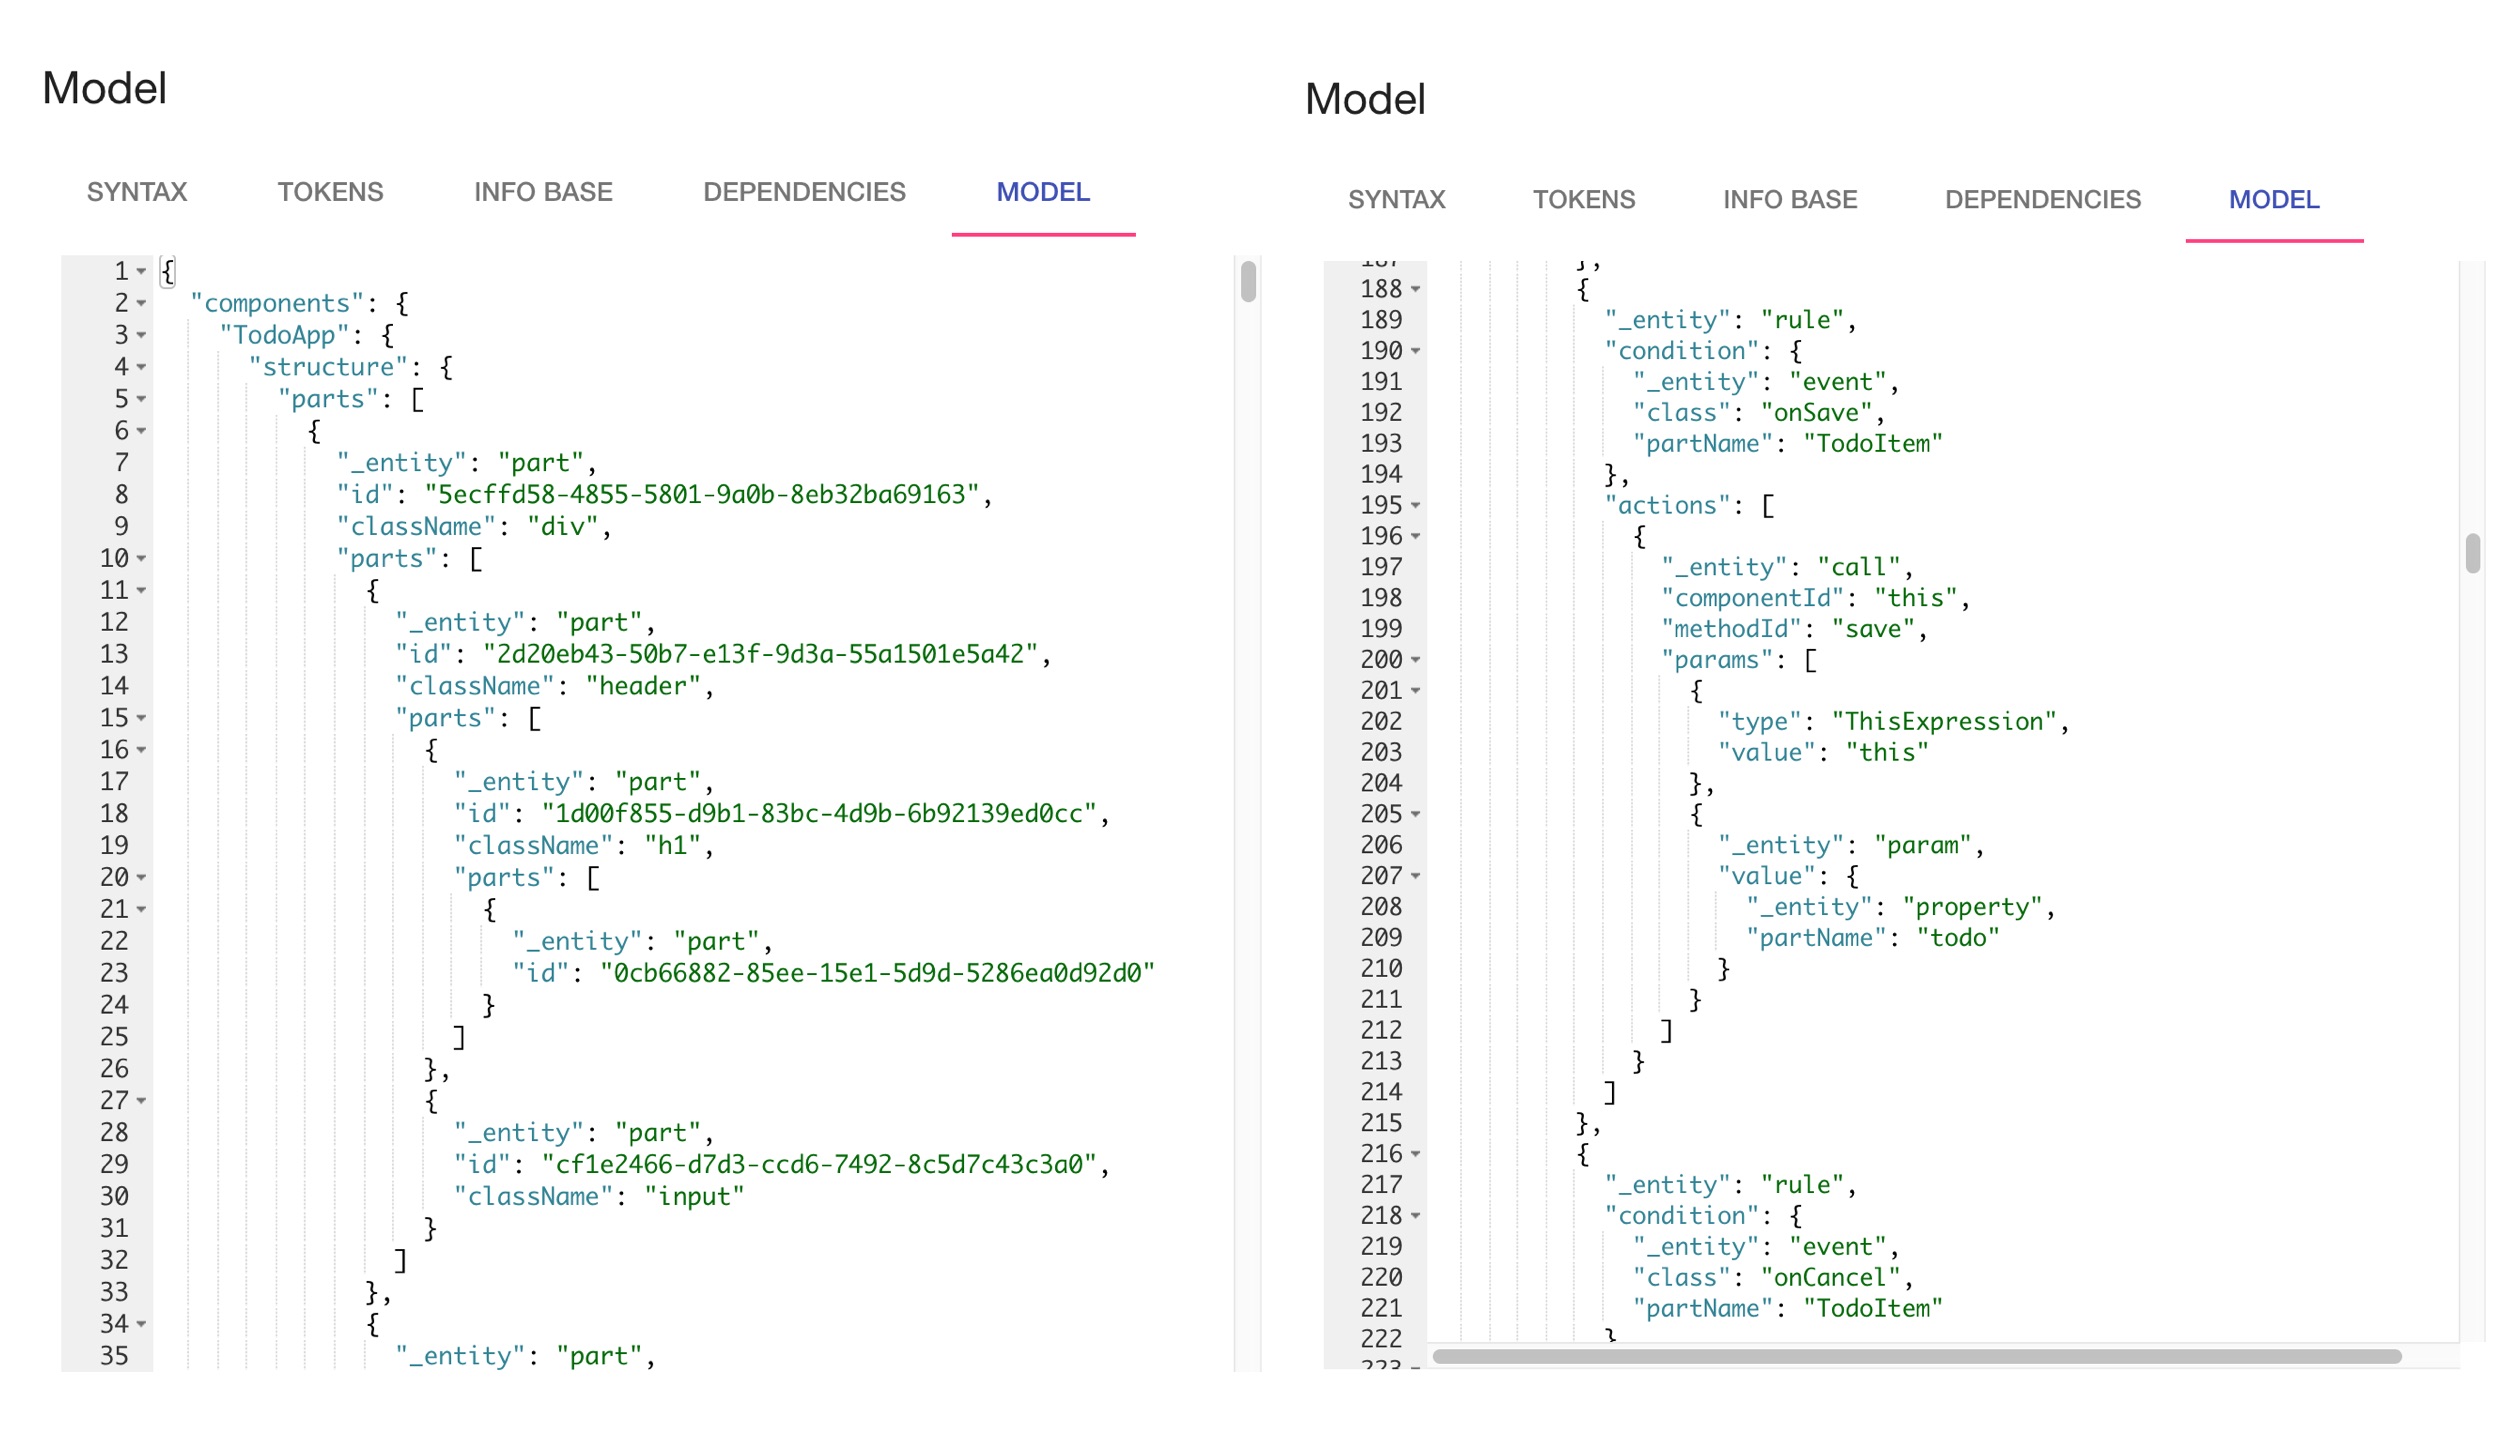 Model
SYNTAX TOKENS INFO BASE DEPENDENCIES MODEL
1 {
2 "components": {
3 "TodoApp": {
4 "structure": {
5 "parts": [
6 {
7 "_entity": "part",
8 "id": "5ecffd58-4855-5801-9a0b-8eb32ba69163",
9 "className": "div",
10 "parts": [
11 {
12 "_entity": "part",
13 "id": "2d20eb43-50b7-e13f-9d3a-55a1501e5a42",
14 "className": "header",
15 "parts": [
16 {
17 "_entity": "part",
18 "id": "1d00f855-d9b1-83bc-4d9b-6b92139ed0cc",
19 "className": "h1",
20 "parts": [
21 {
22 "_entity": "part",
23 "id": "0cb66882-85ee-15e1-5d9d-5286ea0d92d0"
24 }
25 ]
26 },
27 {
28 "_entity": "part",
29 "id": "cf1e2466-d7d3-ccd6-7492-8c5d7c43c3a0",
30 "className": "input"
31 }
32 ]
33 },
34 {
35 "_entity": "part",
Model
SYNTAX TOKENS INFO BASE DEPENDENCIES MODEL
187 },
188 {
189 "_entity": "rule",
190 "condition": {
191 "_entity": "event",
192 "class": "onSave",
193 "partName": "TodoItem"
194 },
195 "actions": [
196 {
197 "_entity": "call",
198 "componentId": "this",
199 "methodId": "save",
200 "params": [
201 {
202 "type": "ThisExpression",
203 "value": "this"
204 },
205 {
206 "_entity": "param",
207 "value": {
208 "_entity": "property",
209 "partName": "todo"
210 }
211 }
212 ]
213 }
214 ]
215 },
216 {
217 "_entity": "rule",
218 "condition": {
219 "_entity": "event",
220 "class": "onCancel",
221 "partName": "TodoItem"
222 }
223